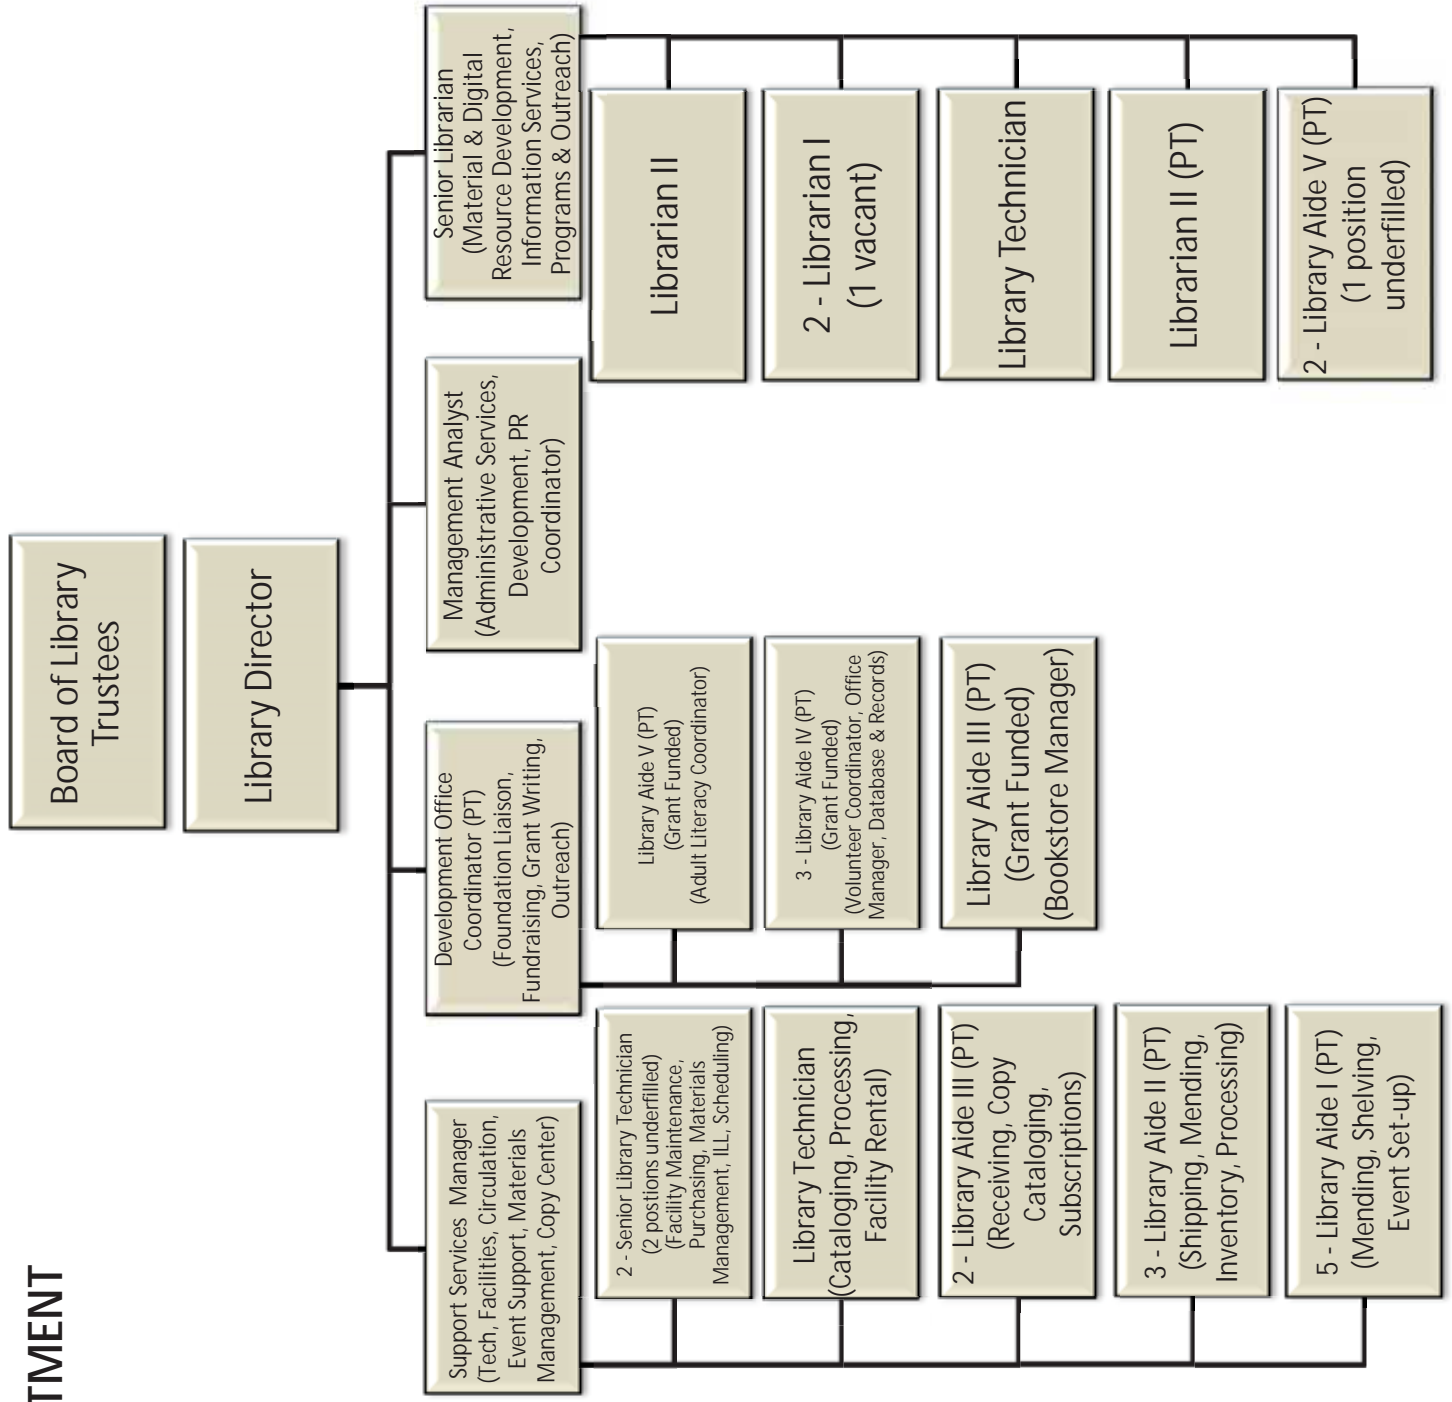 TMENT
Board of Library
Trustees
Library Director
Support Services Manager
(Tech, Facilities, Circulation,
Event Support, Materials
Management, Copy Center)
2 - Senior Library Technician
(2 postions underfilled)
(Facility Maintenance,
Purchasing, Materials
Management, ILL, Scheduling)
Library Technician
(Cataloging, Processing,
Facility Rental)
2 - Library Aide III (PT)
(Receiving, Copy
Cataloging,
Subscriptions)
3 - Library Aide II (PT)
(Shipping, Mending,
Inventory, Processing)
5 - Library Aide I (PT)
(Mending, Shelving,
Event Set-up)
Development Office
Coordinator (PT)
(Foundation Liaison,
Fundraising, Grant Writing,
Outreach)
Library Aide V (PT)
(Grant Funded)
(Adult Literacy Coordinator)
3 - Library Aide IV (PT)
(Grant Funded)
(Volunteer Coordinator, Office
Manager, Database & Records)
Library Aide III (PT)
(Grant Funded)
(Bookstore Manager)
Management Analyst
(Administrative Services,
Development, PR
Coordinator)
Senior Librarian
(Material & Digital
Resource Development,
Information Services,
Programs & Outreach)
Librarian II
2 - Librarian I
(1 vacant)
Library Technician
Librarian II (PT)
2 - Library Aide V (PT)
(1 position
underfilled)